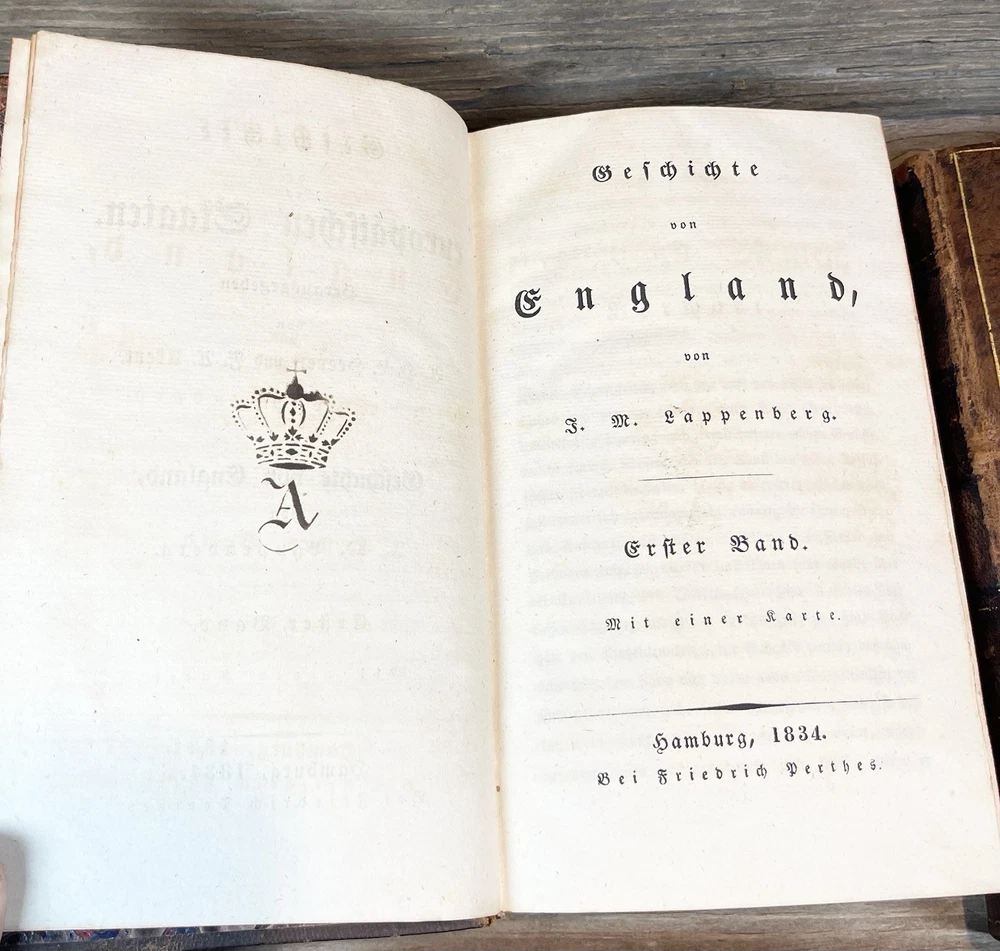 A
Geſchichte
von
England,
von
J. M. Lappenberg.
Erſter Band.
Mit einer Karte.
Hamburg, 1834.
Bei Friedrich Perthes.